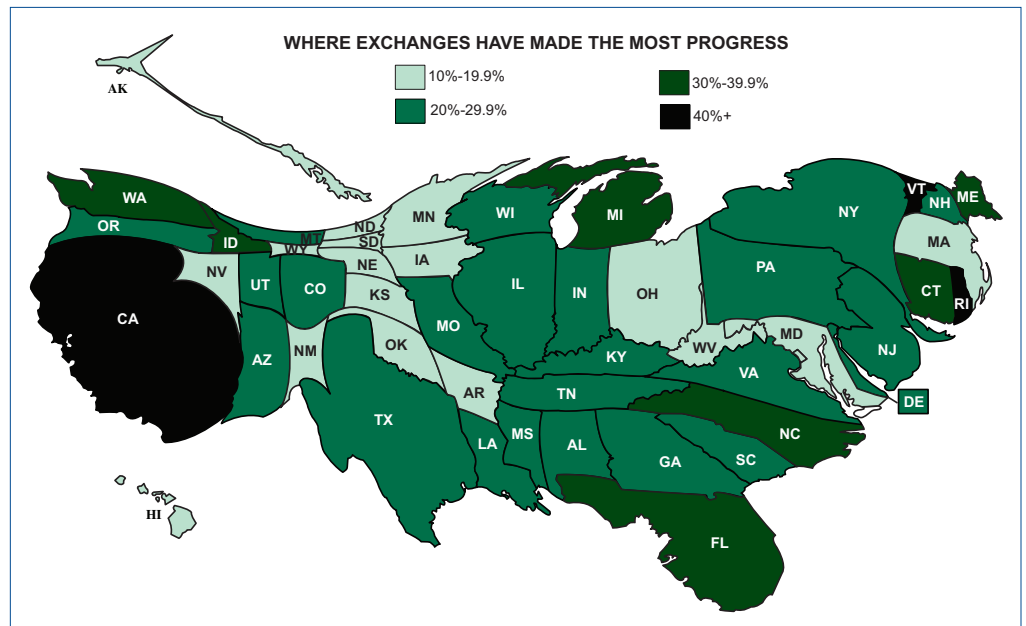 WHERE EXCHANGES HAVE MADE THE MOST PROGRESS
10%-19.9%
30%-39.9%
20%-29.9%
40%+
AK
WA
OR
ID
MT
WY
ND
SD
MN
WI
MI
NY
VT
NH
ME
MA
CT
RI
NV
UT
CO
NE
IA
KS
MO
IL
IN
OH
PA
NJ
CA
AZ
NM
OK
AR
KY
WV
MD
VA
DE
TX
LA
MS
TN
AL
GA
SC
NC
FL
HI